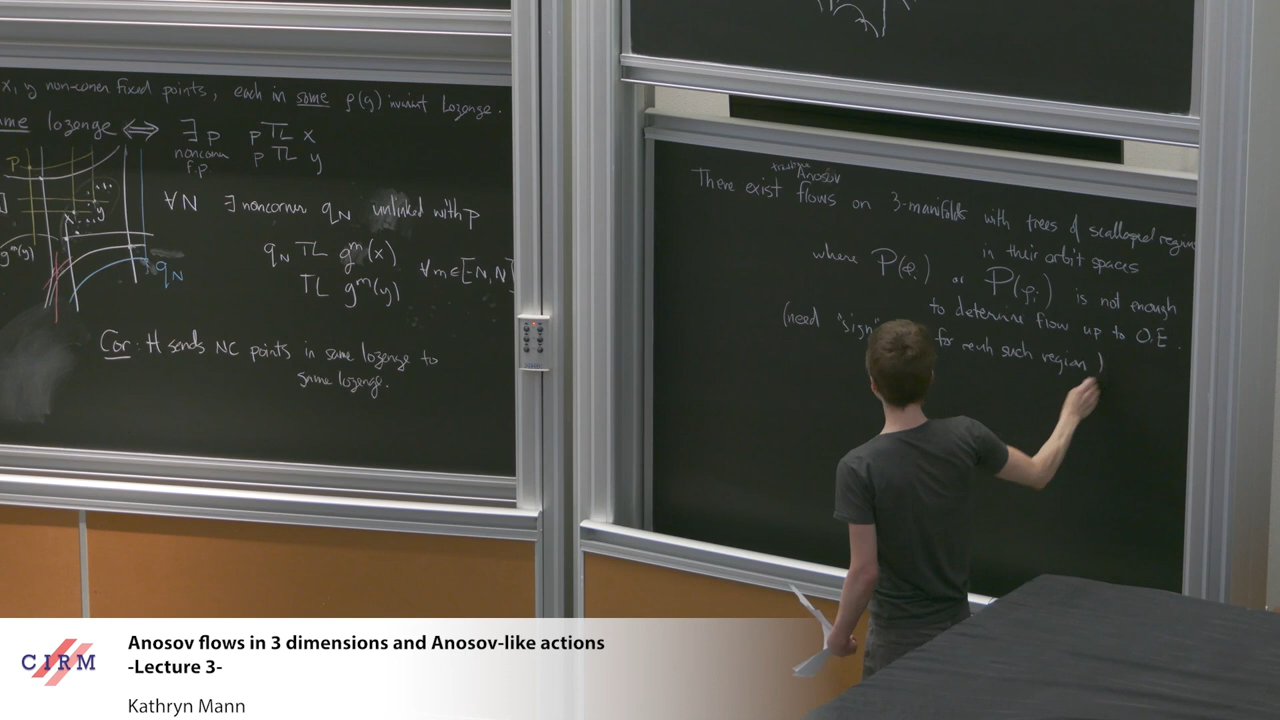 x, y non-corner fixed points, each in some ρ(g) invariant Lozenge.
same lozenge ⟺ ∃ p p TL x
noncorner f.p. p TL y
P
x
y
g^m(y)
q_N
∀N ∃ noncorner q_N unlinked with p
q_N TL g^m(x)
TL g^m(y) ∀m∈[-N,N]
Cor: H sends NC points in same lozenge to
same lozenge.
Anosov
There exist flows on 3-manifolds with trees of scalloped regions
in their orbit spaces
where P(φ.) or P(φ.) is not enough
to determine flow up to O.E.
(need "sign" for each such region)
CIRM
Anosov flows in 3 dimensions and Anosov-like actions
-Lecture 3-
Kathryn Mann